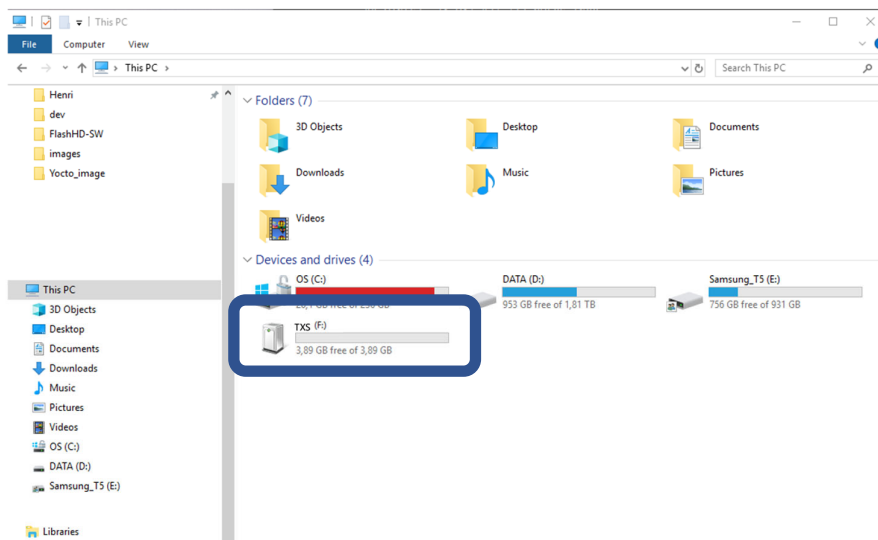 This PC
File Computer View
This PC
Search This PC
Henri
dev
FlashHD-SW
images
Yocto_image
This PC
3D Objects
Desktop
Documents
Downloads
Music
Pictures
Videos
OS (C:)
DATA (D:)
Samsung_T5 (E:)
Libraries
Folders (7)
3D Objects
Desktop
Documents
Downloads
Music
Pictures
Videos
Devices and drives (4)
OS (C:)
DATA (D:)
953 GB free of 1,81 TB
Samsung_T5 (E:)
756 GB free of 931 GB
TXS (F:)
3,89 GB free of 3,89 GB